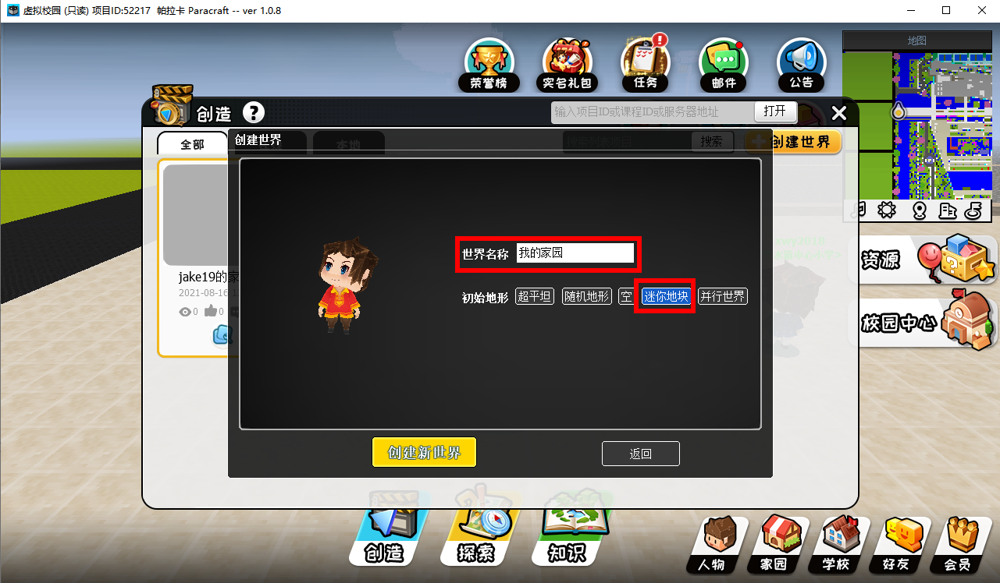 虚拟校园 (只读) 项目ID:52217 帕拉卡 Paracraft -- ver 1.0.8
荣誉榜
实名礼包
任务
邮件
公告
地图
创造
?
输入项目ID或课程ID或服务器地址
打开
全部
创建世界
本地
搜索列表项目
搜索
创建世界
世界名称
我的家园
初始地形
超平坦
随机地形
空
迷你地块
并行世界
jake19的家
2021-08-16 1
0
0
资源
校园中心
创建新世界
返回
创造
探索
知识
人物
家园
学校
好友
会员